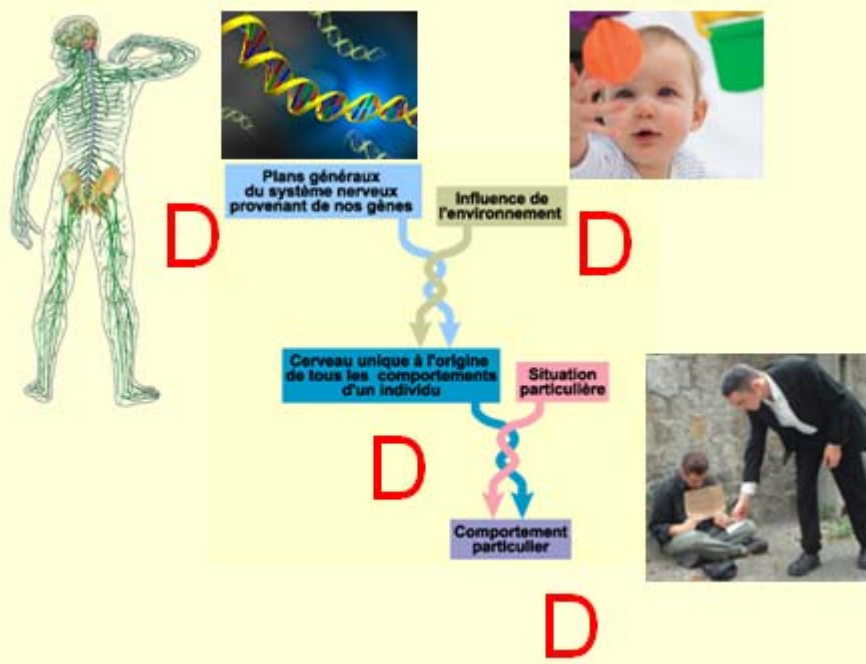 Plans généraux
du système nerveux
provenant de nos gènes
Influence de
l'environnement
D
D
Cerveau unique à l'origine
de tous les comportements
d'un individu
Situation
particulière
D
Comportement
particulier
D